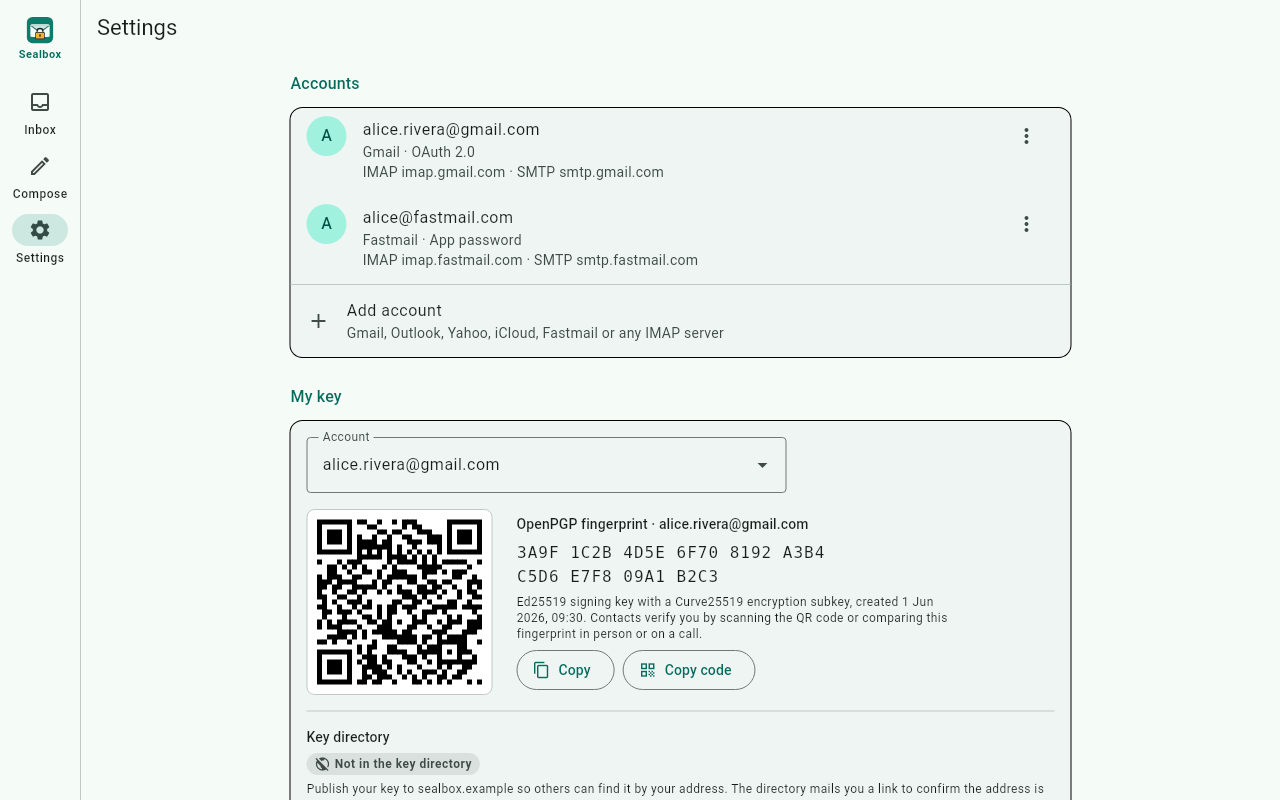 Settings
Sealbox
Inbox
Compose
Settings
Accounts
A
alice.rivera@gmail.com
Gmail · OAuth 2.0
IMAP imap.gmail.com · SMTP smtp.gmail.com
A
alice@fastmail.com
Fastmail · App password
IMAP imap.fastmail.com · SMTP smtp.fastmail.com
Add account
Gmail, Outlook, Yahoo, iCloud, Fastmail or any IMAP server
My key
Account
alice.rivera@gmail.com
OpenPGP fingerprint · alice.rivera@gmail.com
3A9F 1C2B 4D5E 6F70 8192 A3B4
C5D6 E7F8 09A1 B2C3
Ed25519 signing key with a Curve25519 encryption subkey, created 1 Jun
2026, 09:30. Contacts verify you by scanning the QR code or comparing this
fingerprint in person or on a call.
Copy
Copy code
Key directory
Not in the key directory
Publish your key to sealbox.example so others can find it by your address. The directory mails you a link to confirm the address is